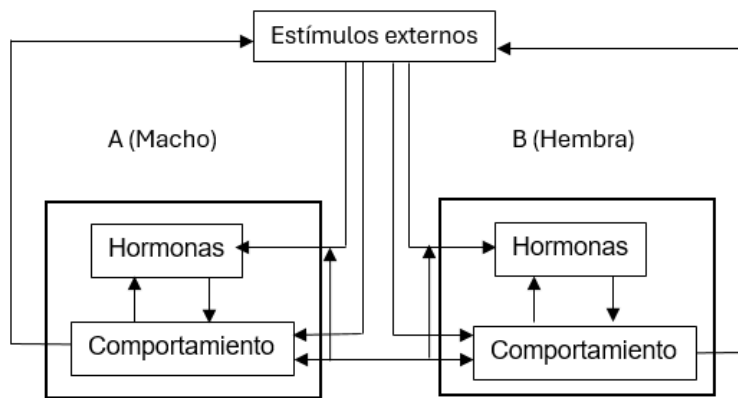 Estímulos externos
A (Macho)
B (Hembra)
Hormonas
Comportamiento
Hormonas
Comportamiento